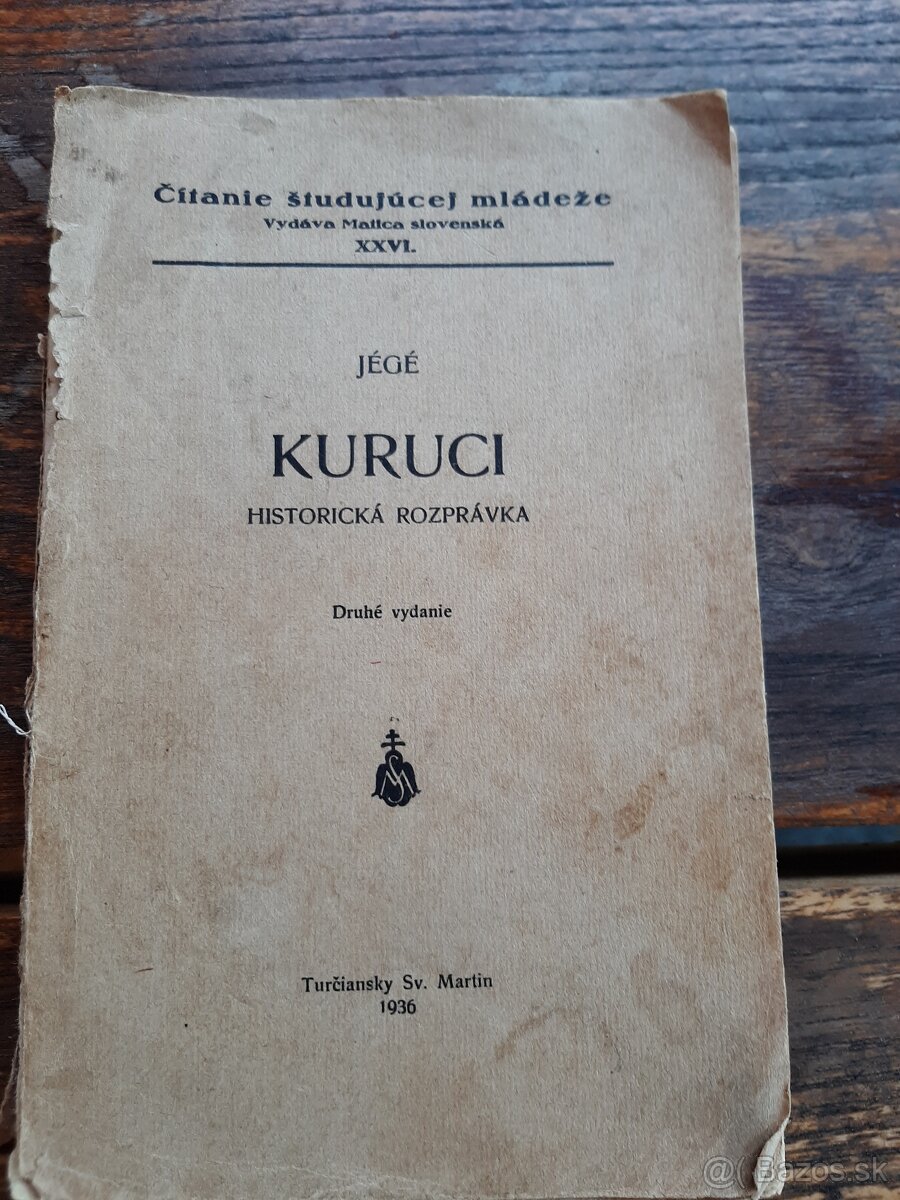 Čítanie študujúcej mládeže
Vydáva Matica slovenská
XXVI.
JÉGÉ
KURUCI
HISTORICKÁ ROZPRÁVKA
Druhé vydanie
Turčiansky Sv. Martin
1936
@( Bazos.sk